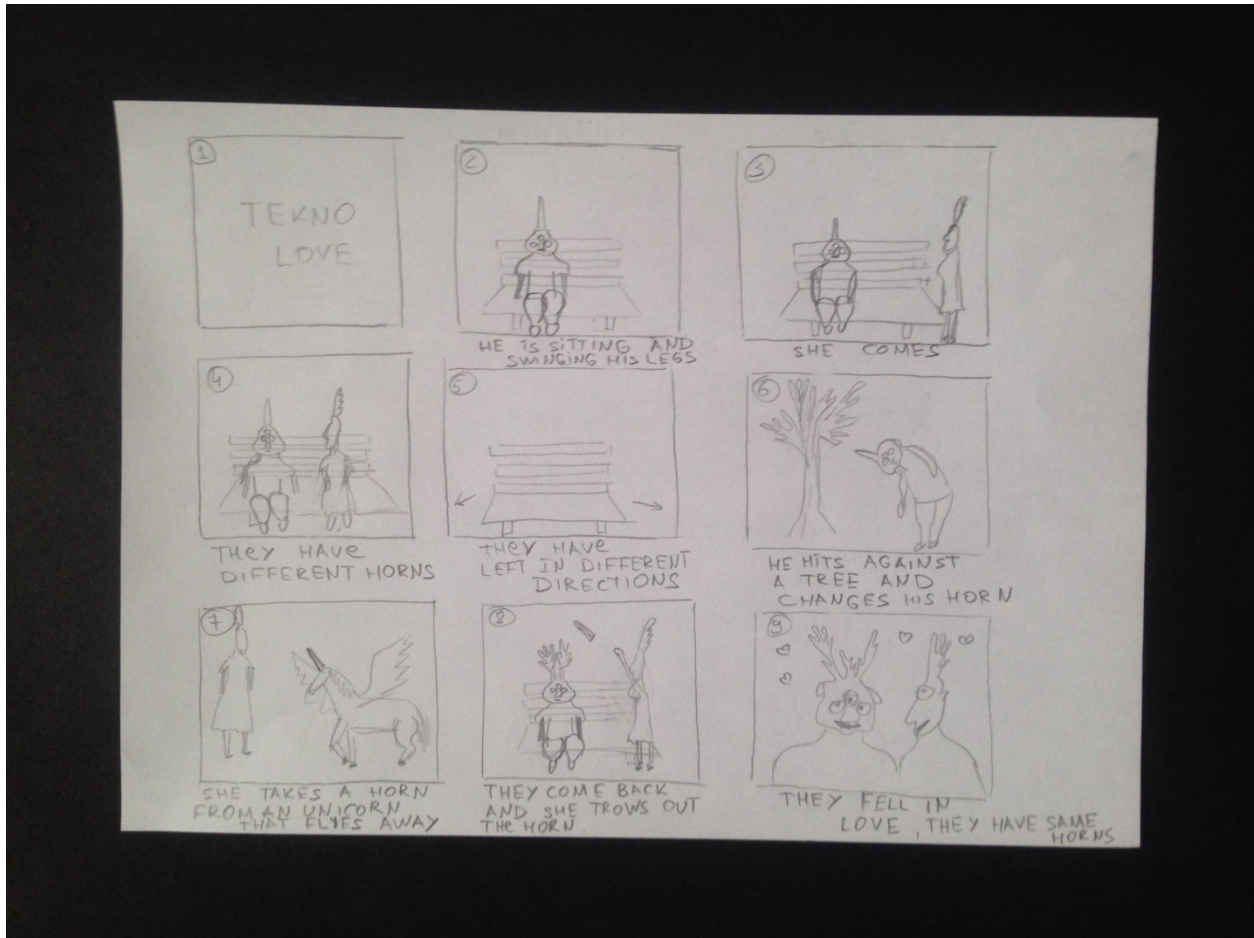 1
TEKNO
LOVE
2
HE IS SITTING AND
SWINGING HIS LEGS
3
SHE COMES
4
THEY HAVE
DIFFERENT HORNS
5
THEY HAVE
LEFT IN DIFFERENT
DIRECTIONS
6
HE HITS AGAINST
A TREE AND
CHANGES HIS HORN
7
SHE TAKES A HORN
FROM AN UNICORN
THAT FLYES AWAY
8
THEY COME BACK
AND SHE TROWS OUT
THE HORN
9
THEY FELL IN
LOVE, THEY HAVE SAME
HORNS